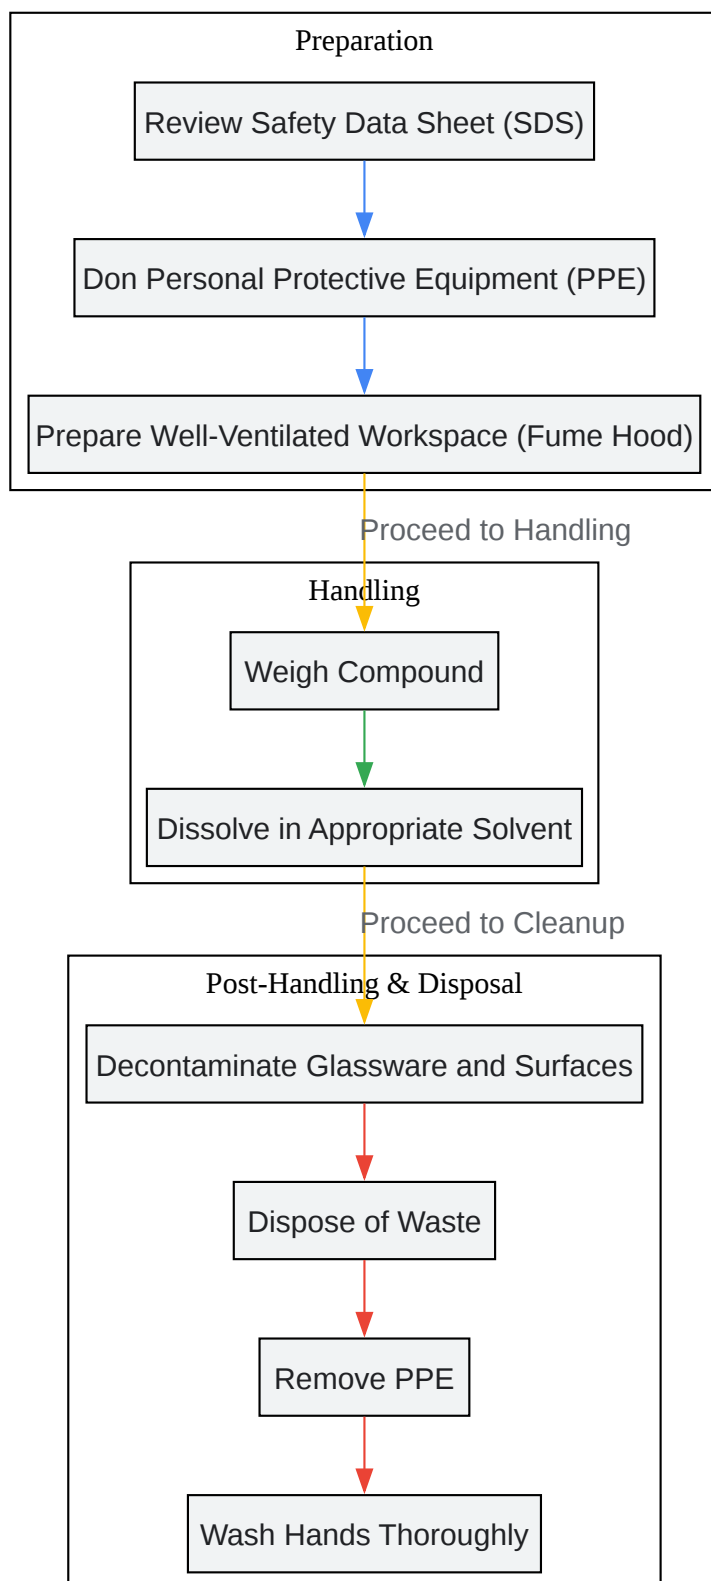 Preparation
Review Safety Data Sheet (SDS)
Don Personal Protective Equipment (PPE)
Prepare Well-Ventilated Workspace (Fume Hood)
Proceed to Handling
Handling
Weigh Compound
Dissolve in Appropriate Solvent
Proceed to Cleanup
Post-Handling & Disposal
Decontaminate Glassware and Surfaces
Dispose of Waste
Remove PPE
Wash Hands Thoroughly